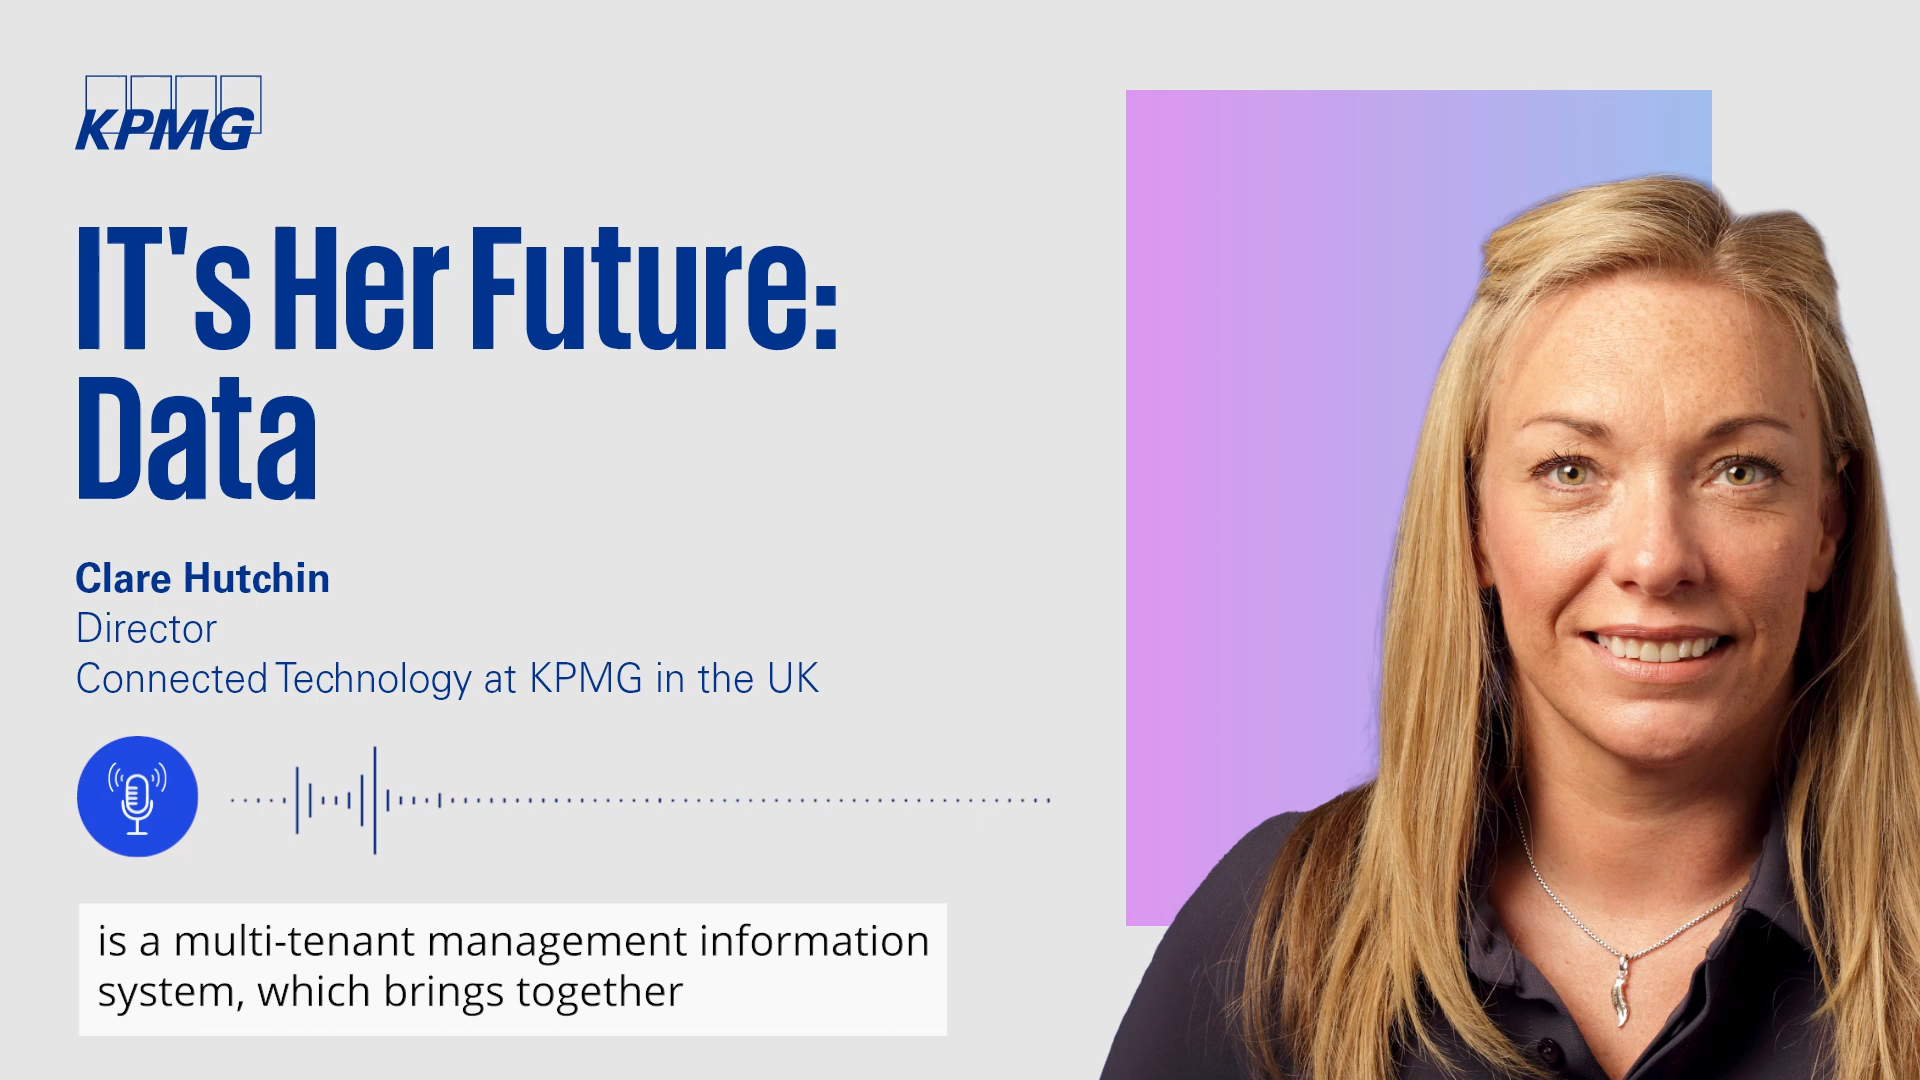 KPMG
IT's Her Future:
Data
Clare Hutchin
Director
Connected Technology at KPMG in the UK
is a multi-tenant management information
system, which brings together